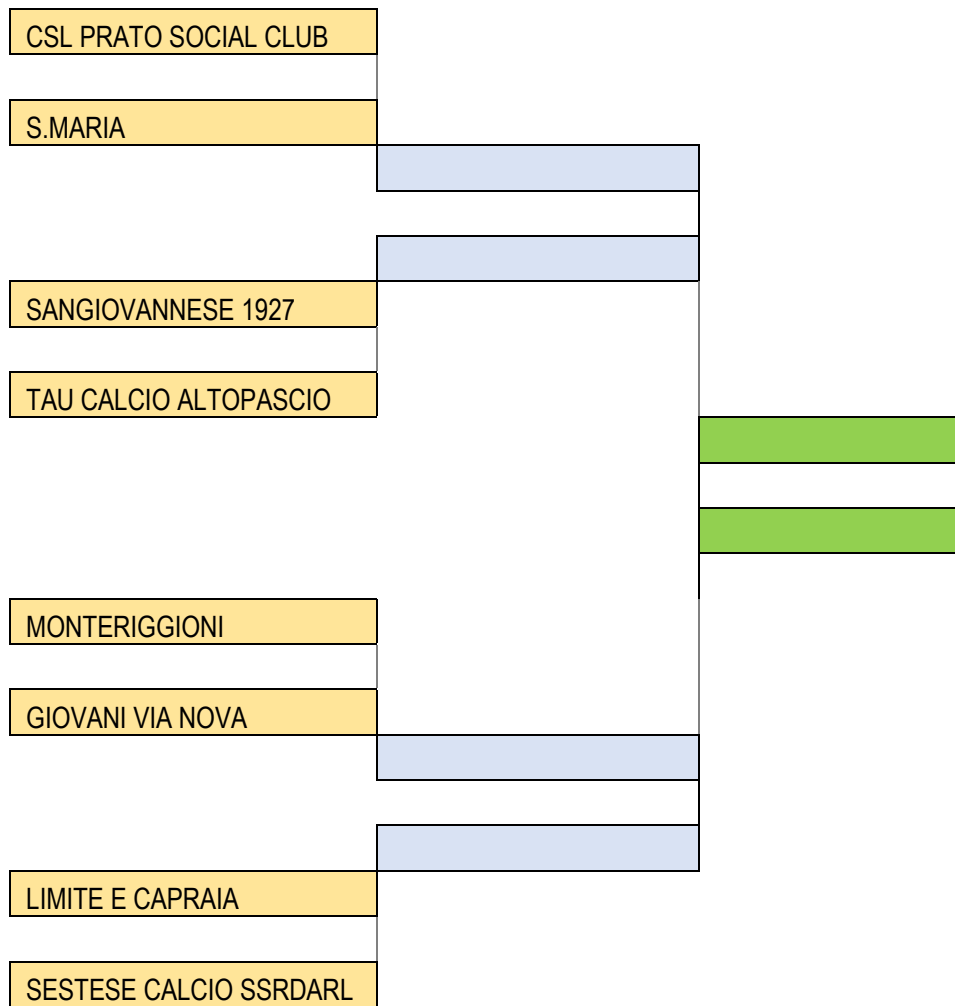 CSL PRATO SOCIAL CLUB
S.MARIA
SANGIOVANNESE 1927
TAU CALCIO ALTOPASCIO
MONTERIGGIONI
GIOVANI VIA NOVA
LIMITE E CAPRAIA
SESTESE CALCIO SSRDARL